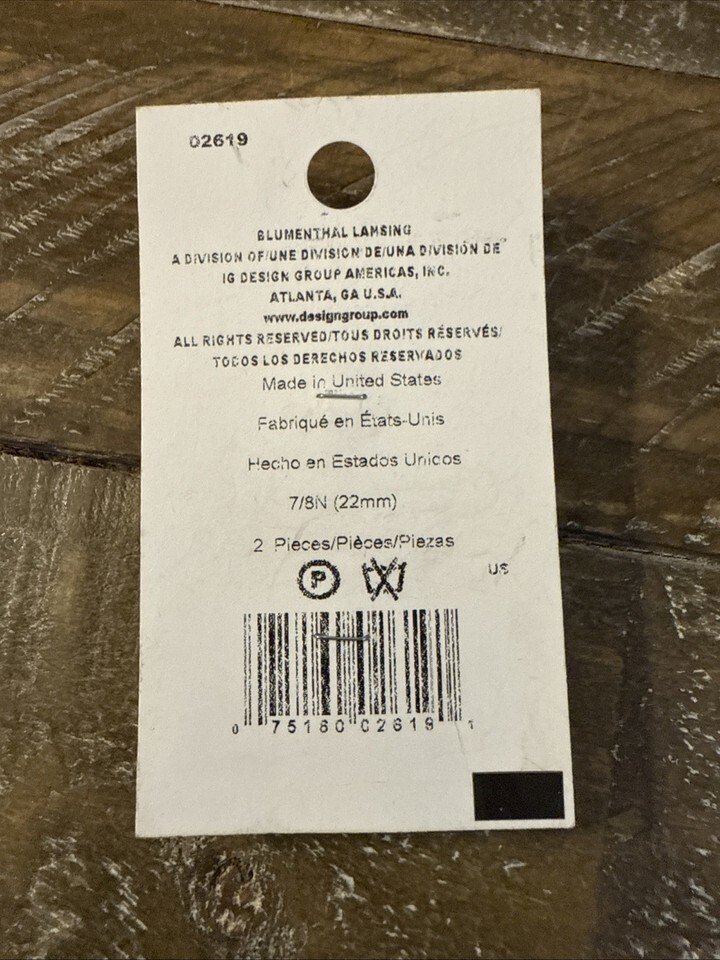 02619
BLUMENTHAL LANSING
A DIVISION OF/UNE DIVISION DE/UNA DIVISIÓN DE
IG DESIGN GROUP AMERICAS, INC.
ATLANTA, GA U.S.A.
www.designgroup.com
ALL RIGHTS RESERVED/TOUS DROITS RÉSERVÉS/
TODOS LOS DERECHOS RESERVADOS
Made in United States
Fabriqué en États-Unis
Hecho en Estados Unicos
7/8N (22mm)
2 Pieces/Pièces/Piezas
P
US
0 75160 02619 1